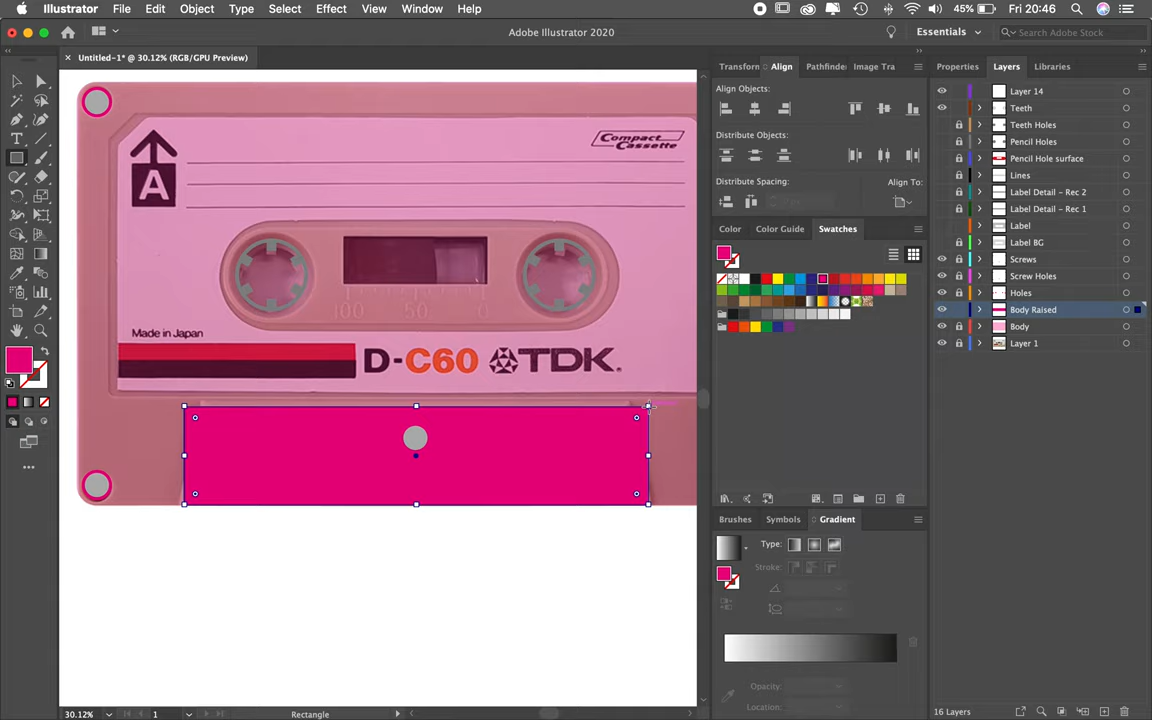 Illustrator File Edit Object Type Select Effect View Window Help 45% Fri 20:46
Adobe Illustrator 2020 Essentials Search Adobe Stock
× Untitled-1* @ 30.12% (RGB/GPU Preview)
Transform Align Pathfinde Image Tra
Properties Layers Libraries
Align Objects:
Distribute Objects:
Distribute Spacing: Align To:
Color Color Guide Swatches
Brushes Symbols Gradient
Type:
Stroke:
Opacity:
Location:
Layer 14
Teeth
Teeth Holes
Pencil Holes
Pencil Hole surface
Lines
Label Detail - Rec 2
Label Detail - Rec 1
Label
Label BG
Screws
Screw Holes
Holes
Body Raised
Body
Layer 1
16 Layers
Compact
Cassette
A
100 50 0
Made in Japan
D-C60 TDK.
30.12% 1 Rectangle